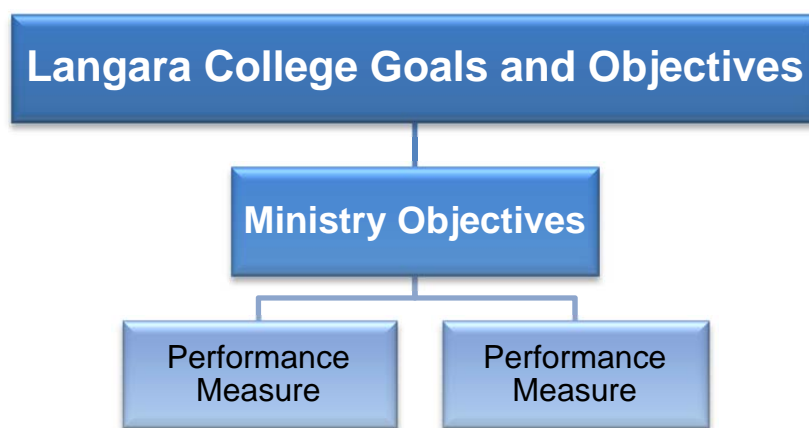 Langara College Goals and Objectives
Ministry Objectives
Performance
Measure
Performance
Measure